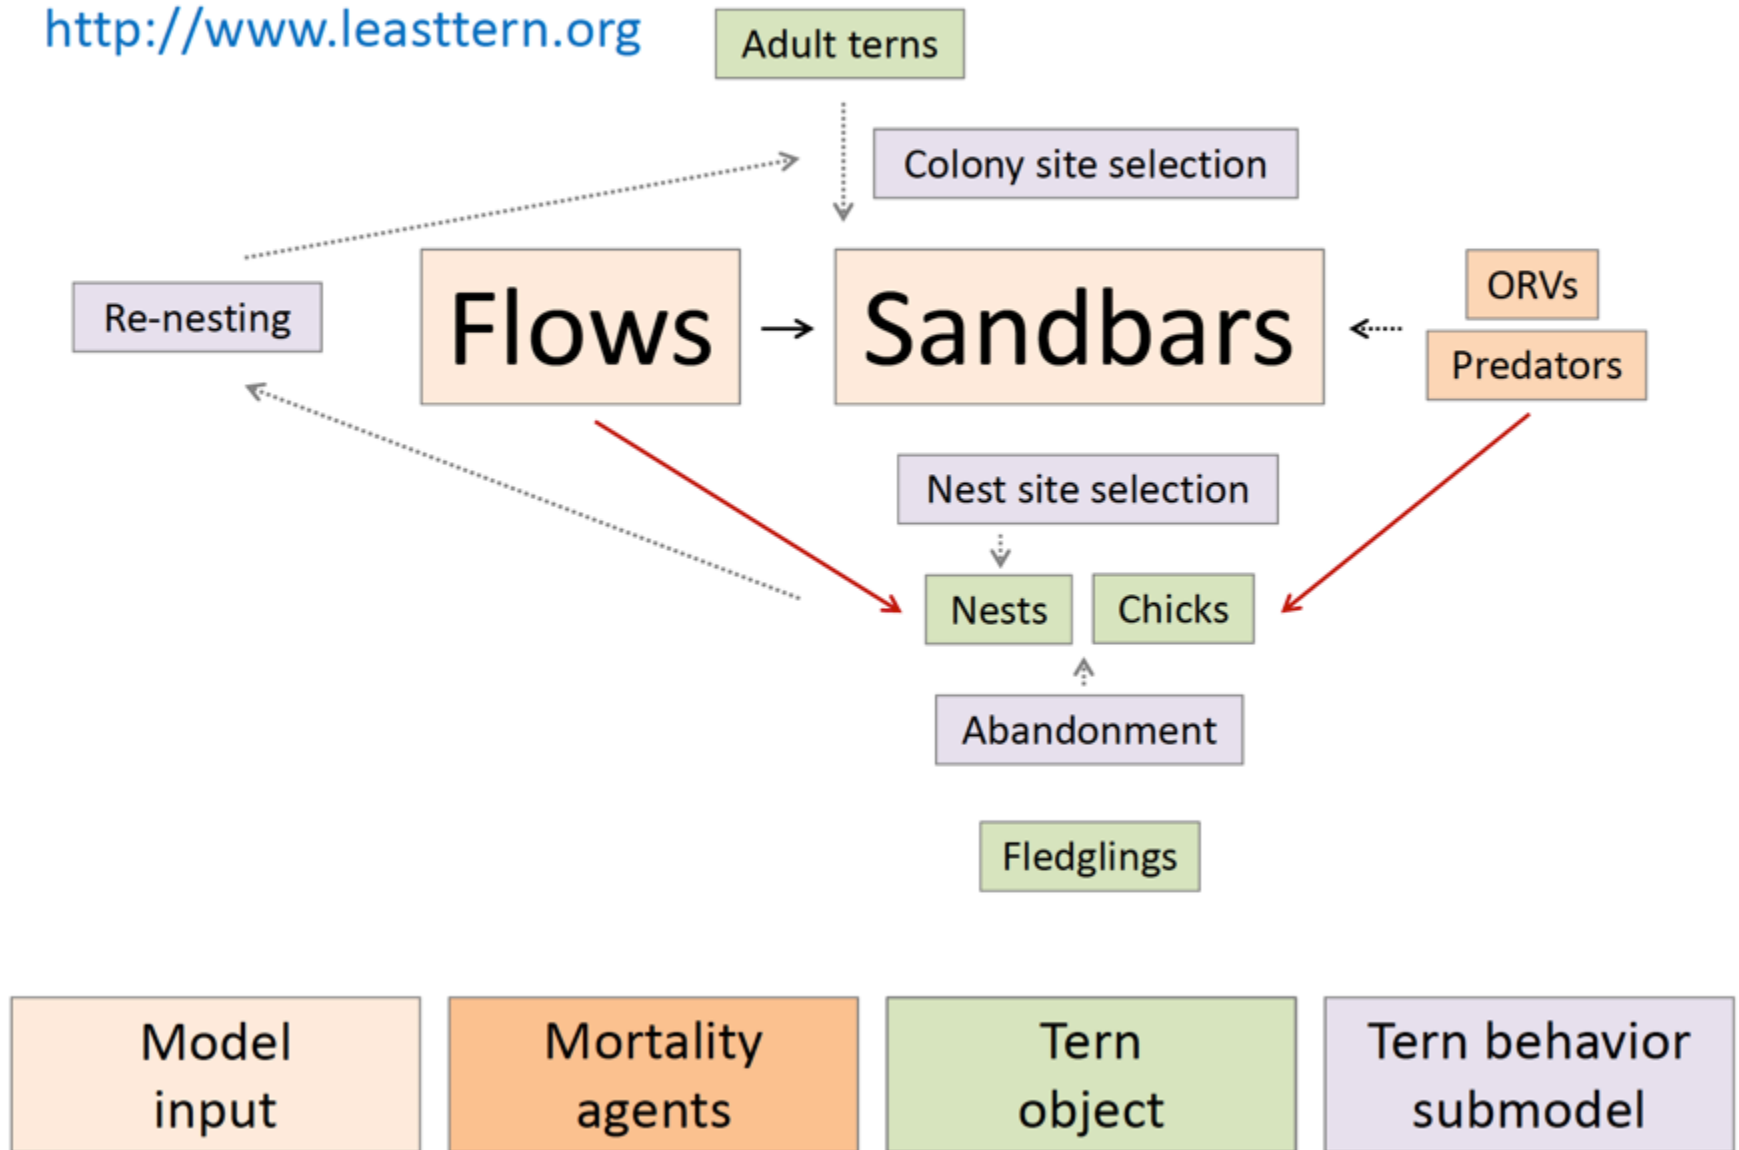 http://www.leasttern.org
Adult terns
Colony site selection
Re-nesting
Flows
Sandbars
ORVs
Predators
Nest site selection
Nests
Chicks
Abandonment
Fledglings
Model
input
Mortality
agents
Tern
object
Tern behavior
submodel